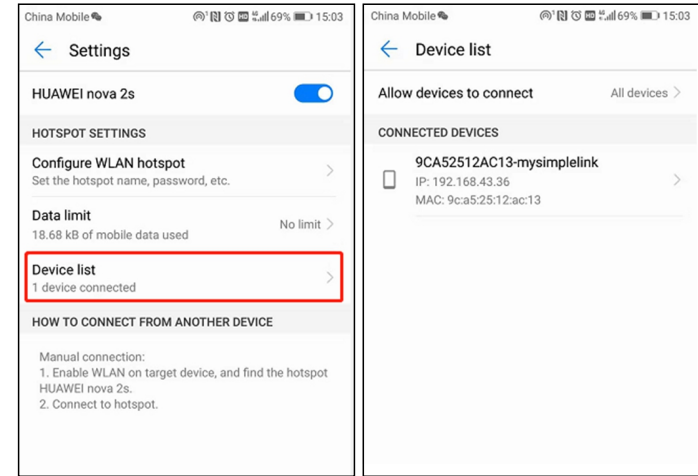 China Mobile 69% 15:03
Settings
HUAWEI nova 2s
HOTSPOT SETTINGS
Configure WLAN hotspot
Set the hotspot name, password, etc.
Data limit
18.68 kB of mobile data used
No limit
Device list
1 device connected
HOW TO CONNECT FROM ANOTHER DEVICE
Manual connection:
1. Enable WLAN on target device, and find the hotspot
HUAWEI nova 2s.
2. Connect to hotspot.
China Mobile 69% 15:03
Device list
Allow devices to connect All devices
CONNECTED DEVICES
9CA52512AC13-mysimplelink
IP: 192.168.43.36
MAC: 9c:a5:25:12:ac:13